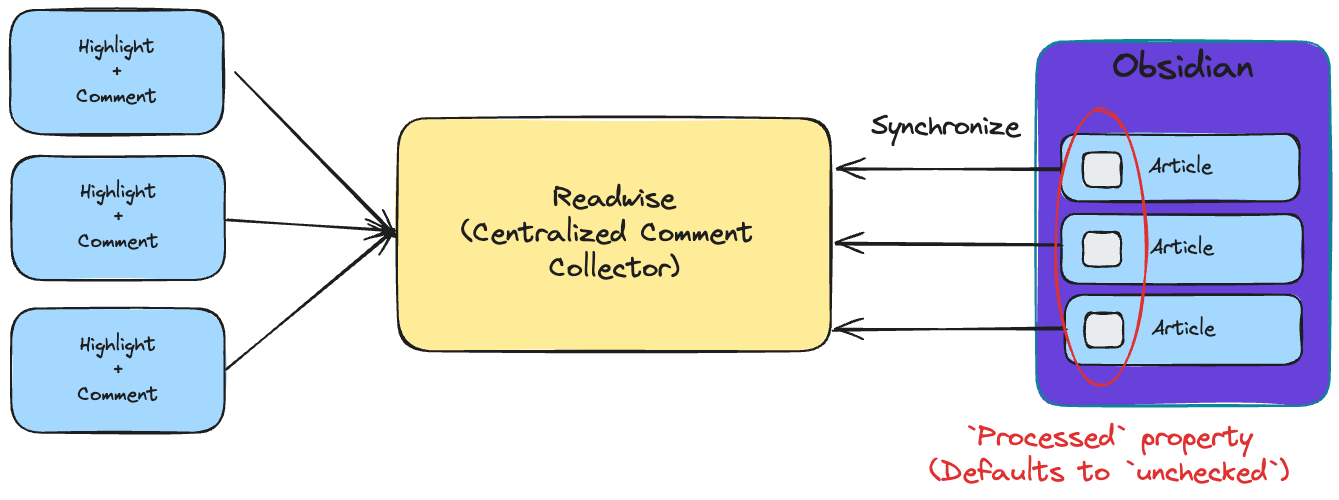 Highlight
+
Comment
Highlight
+
Comment
Highlight
+
Comment
Readwise
(Centralized Comment
Collector)
Synchronize
Obsidian
Article
Article
Article
`Processed` property
(Defaults to `unchecked`)